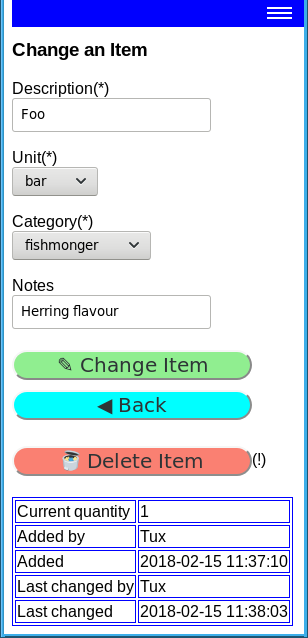 Change an Item
Description(*)
Foo
Unit(*)
bar
Category(*)
fishmonger
Notes
Herring flavour
✎ Change Item
◀ Back
Delete Item (!)
Current quantity 1
Added by Tux
Added 2018-02-15 11:37:10
Last changed by Tux
Last changed 2018-02-15 11:38:03